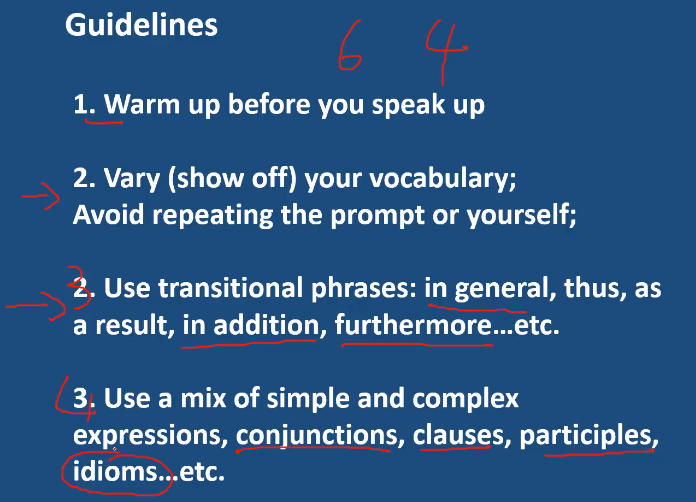 Guidelines
6 4
1. Warm up before you speak up
2. Vary (show off) your vocabulary;
Avoid repeating the prompt or yourself;
3
2. Use transitional phrases: in general, thus, as
a result, in addition, furthermore...etc.
4
3. Use a mix of simple and complex
expressions, conjunctions, clauses, participles,
idioms...etc.